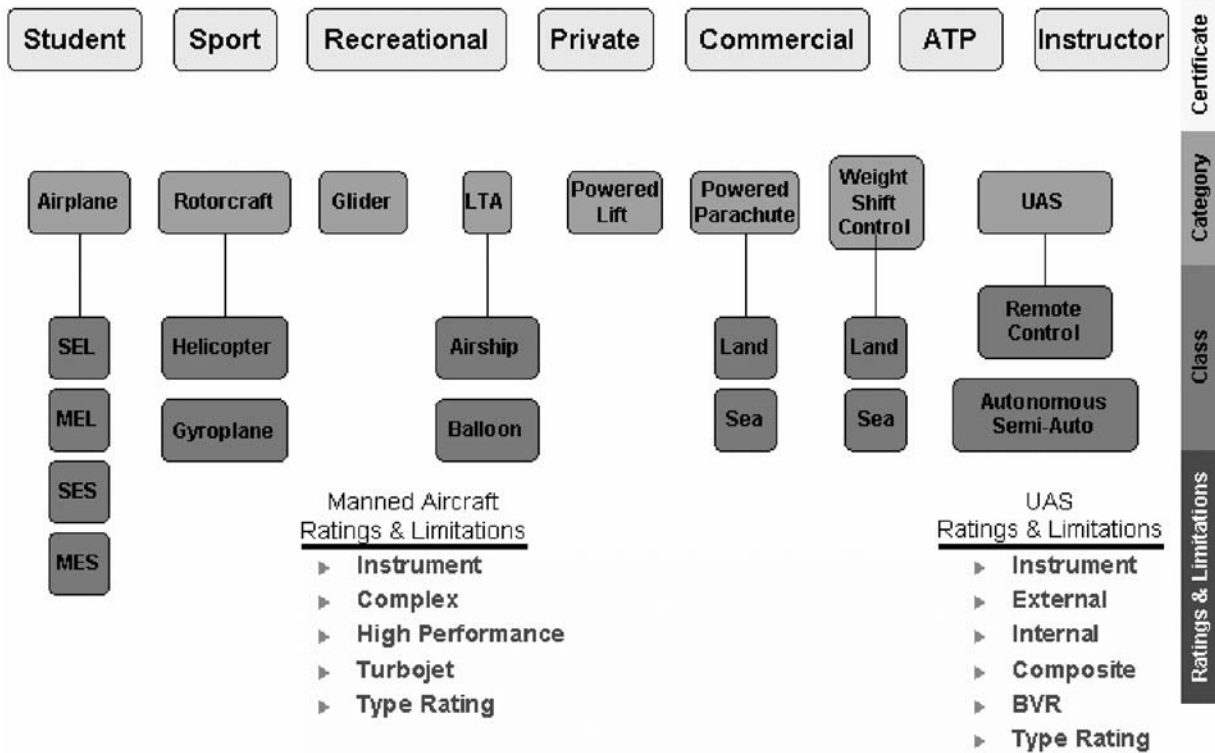 Student
Sport
Recreational
Private
Commercial
ATP
Instructor
Certificate
Airplane
Rotorcraft
Glider
LTA
Powered
Lift
Powered
Parachute
Weight
Shift
Control
UAS
Category
SEL
MEL
SES
MES
Helicopter
Gyroplane
Airship
Balloon
Land
Sea
Land
Sea
Remote
Control
Autonomous
Semi-Auto
Class
Manned Aircraft
Ratings & Limitations
Instrument
Complex
High Performance
Turbojet
Type Rating
UAS
Ratings & Limitations
Instrument
External
Internal
Composite
BVR
Type Rating
Ratings & Limitations